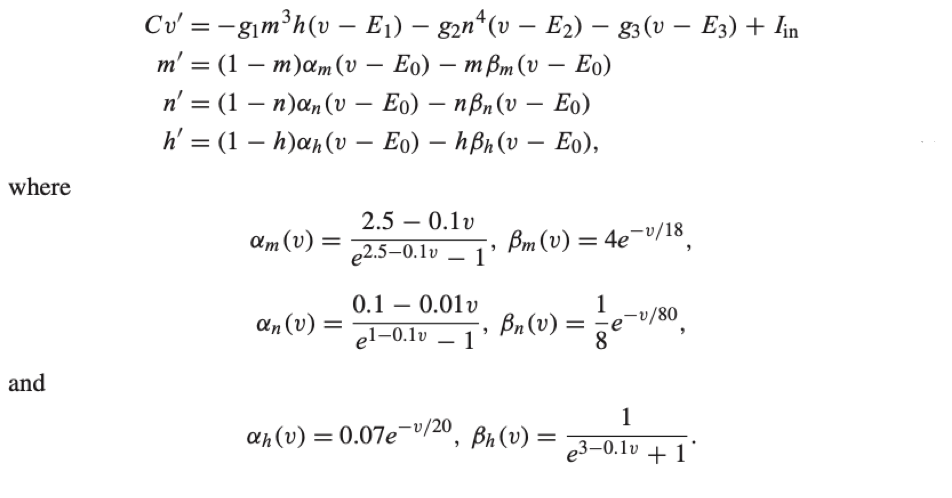 Cv′ = −g₁m³h(v − E₁) − g₂n⁴(v − E₂) − g₃(v − E₃) + I_in
m′ = (1 − m)α_m(v − E₀) − mβ_m(v − E₀)
n′ = (1 − n)α_n(v − E₀) − nβ_n(v − E₀)
h′ = (1 − h)α_h(v − E₀) − hβ_h(v − E₀),
where
α_m(v) = (2.5 − 0.1v)/(e^{2.5−0.1v} − 1), β_m(v) = 4e^{−v/18},
α_n(v) = (0.1 − 0.01v)/(e^{1−0.1v} − 1), β_n(v) = (1/8)e^{−v/80},
and
α_h(v) = 0.07e^{−v/20}, β_h(v) = 1/(e^{3−0.1v} + 1).